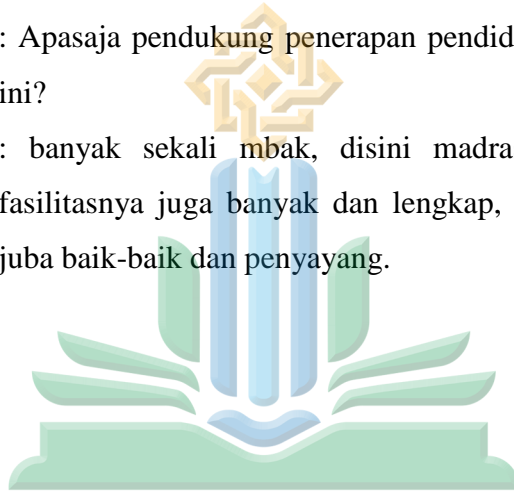 : Apasaja pendukung penerapan pendid
ini?
: banyak sekali mbak, disini madra
fasilitasnya juga banyak dan lengkap,
juba baik-baik dan penyayang.